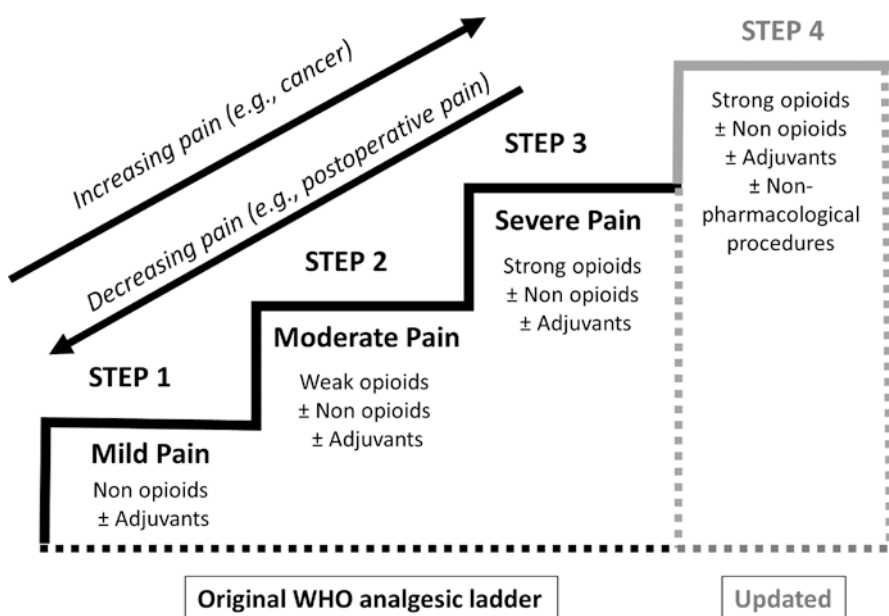 STEP 4
Strong opioids
± Non opioids
± Adjuvants
± Non-
pharmacological
procedures
Increasing pain (e.g., cancer)
Decreasing pain (e.g., postoperative pain)
STEP 3
Severe Pain
Strong opioids
± Non opioids
± Adjuvants
STEP 2
Moderate Pain
Weak opioids
± Non opioids
± Adjuvants
STEP 1
Mild Pain
Non opioids
± Adjuvants
Original WHO analgesic ladder
Updated